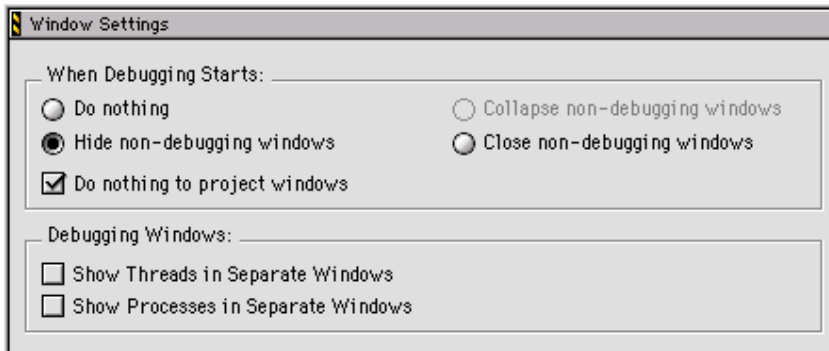 Window Settings
When Debugging Starts:
Do nothing
Collapse non-debugging windows
Hide non-debugging windows
Close non-debugging windows
Do nothing to project windows
Debugging Windows:
Show Threads in Separate Windows
Show Processes in Separate Windows